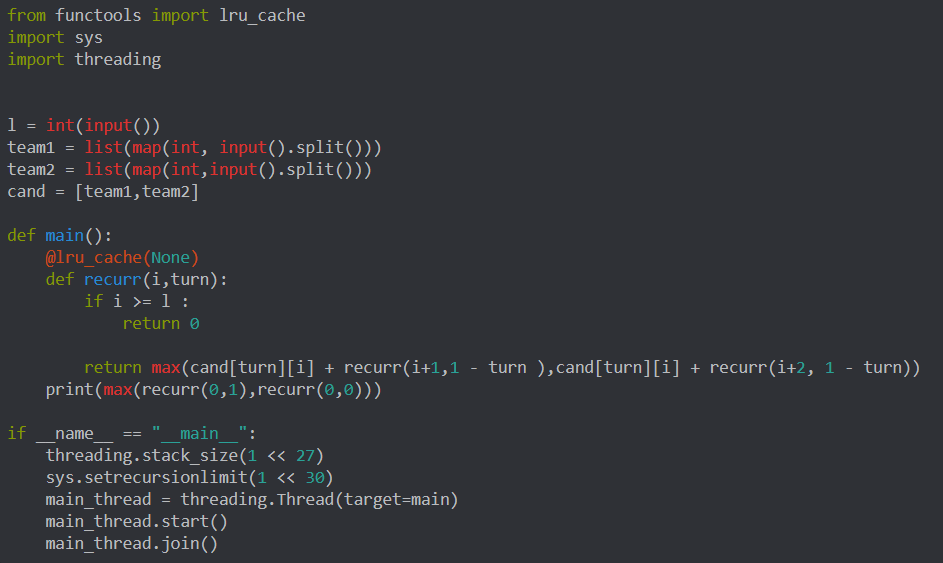 from functools import lru_cache
import sys
import threading
l = int(input())
team1 = list(map(int, input().split()))
team2 = list(map(int,input().split()))
cand = [team1,team2]
def main():
    @lru_cache(None)
    def recurr(i,turn):
        if i >= l :
            return 0
        return max(cand[turn][i] + recurr(i+1,1 - turn ),cand[turn][i] + recurr(i+2, 1 - turn))
    print(max(recurr(0,1),recurr(0,0)))
if __name__ == "__main__":
    threading.stack_size(1 << 27)
    sys.setrecursionlimit(1 << 30)
    main_thread = threading.Thread(target=main)
    main_thread.start()
    main_thread.join()